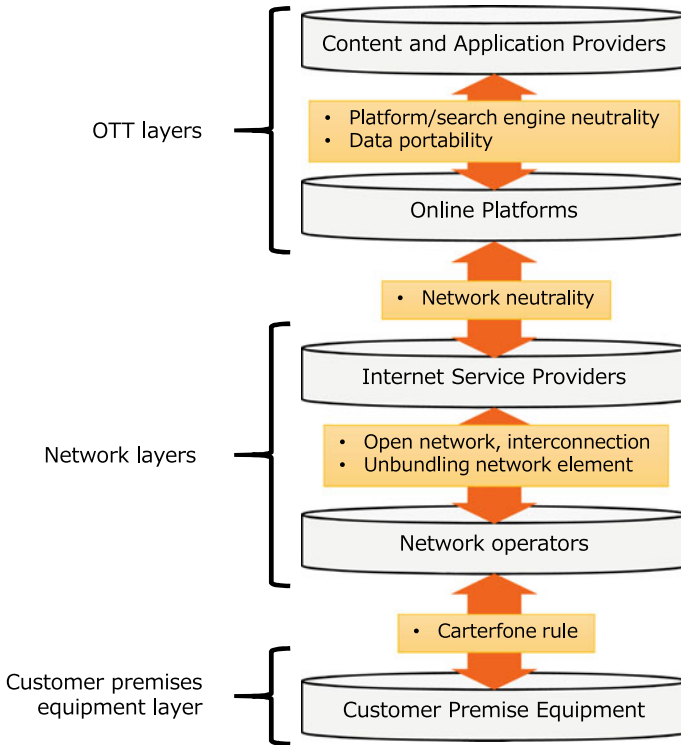 Content and Application Providers
• Platform/search engine neutrality
• Data portability
OTT layers
Online Platforms
• Network neutrality
Internet Service Providers
• Open network, interconnection
• Unbundling network element
Network layers
Network operators
• Carterfone rule
Customer premises
equipment layer
Customer Premise Equipment